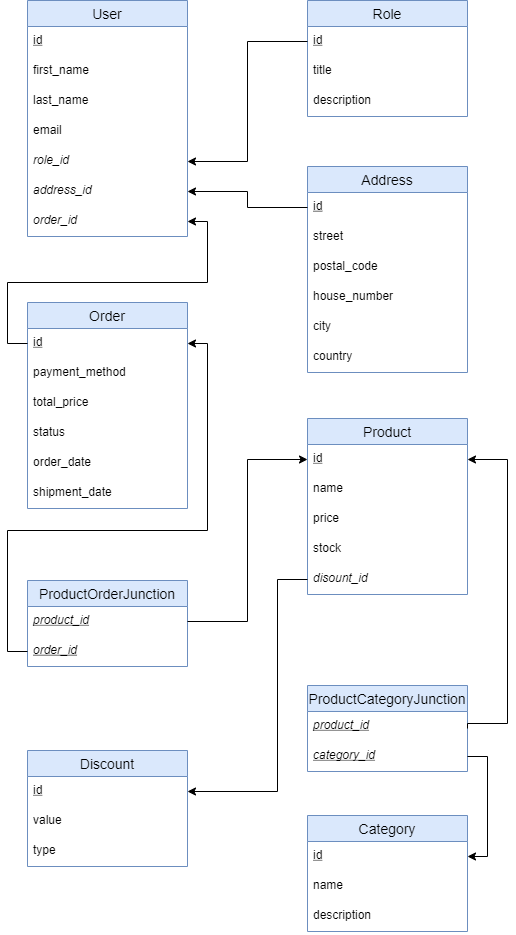 User
id
first_name
last_name
email
role_id
address_id
order_id
Role
id
title
description
Address
id
street
postal_code
house_number
city
country
Order
id
payment_method
total_price
status
order_date
shipment_date
Product
id
name
price
stock
disount_id
ProductOrderJunction
product_id
order_id
ProductCategoryJunction
product_id
category_id
Discount
id
value
type
Category
id
name
description